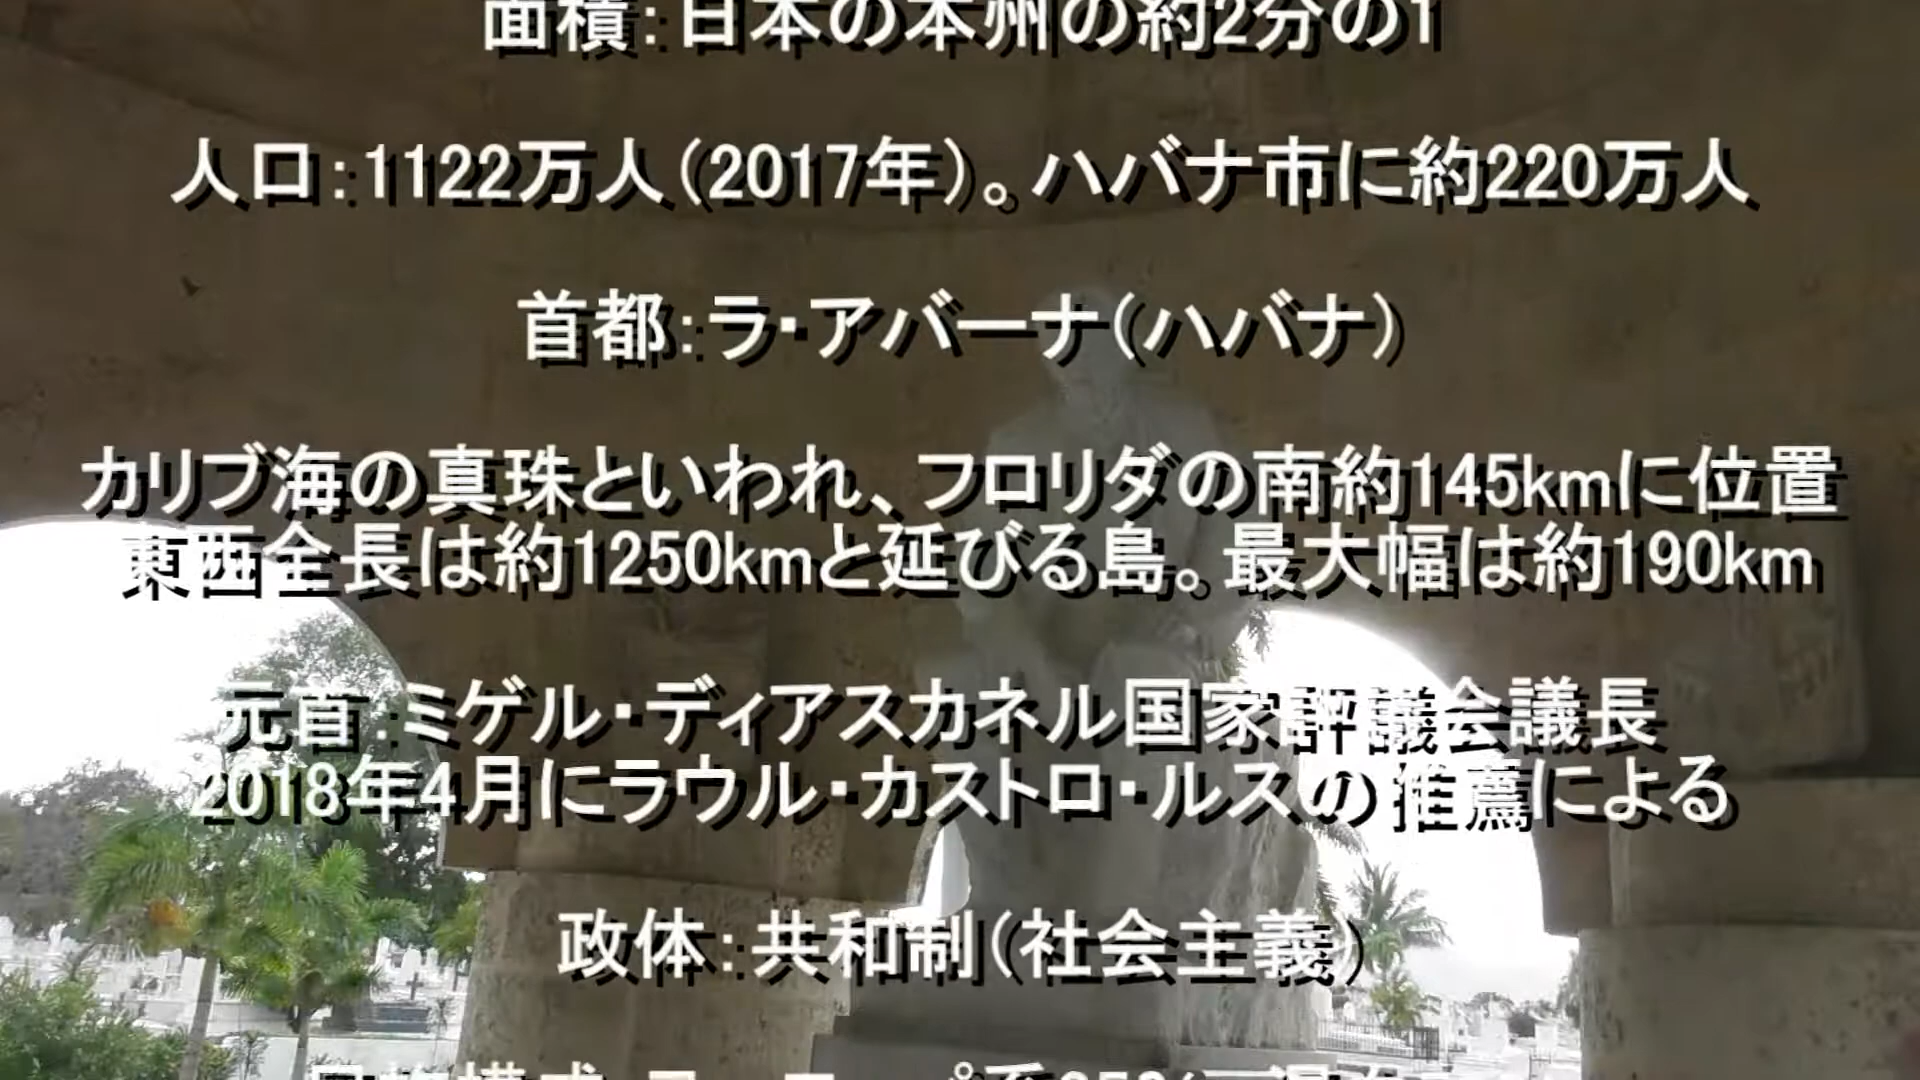 面積：日本の本州の約2分の1
人口：1122万人（2017年）。ハバナ市に約220万人
首都：ラ・アバーナ（ハバナ）
カリブ海の真珠といわれ、フロリダの南約145kmに位置
東西全長は約1250kmと延びる島。最大幅は約190km
元首：ミゲル・ディアスカネル国家評議会議長
2018年4月にラウル・カストロ・ルスの推薦による
政体：共和制（社会主義）